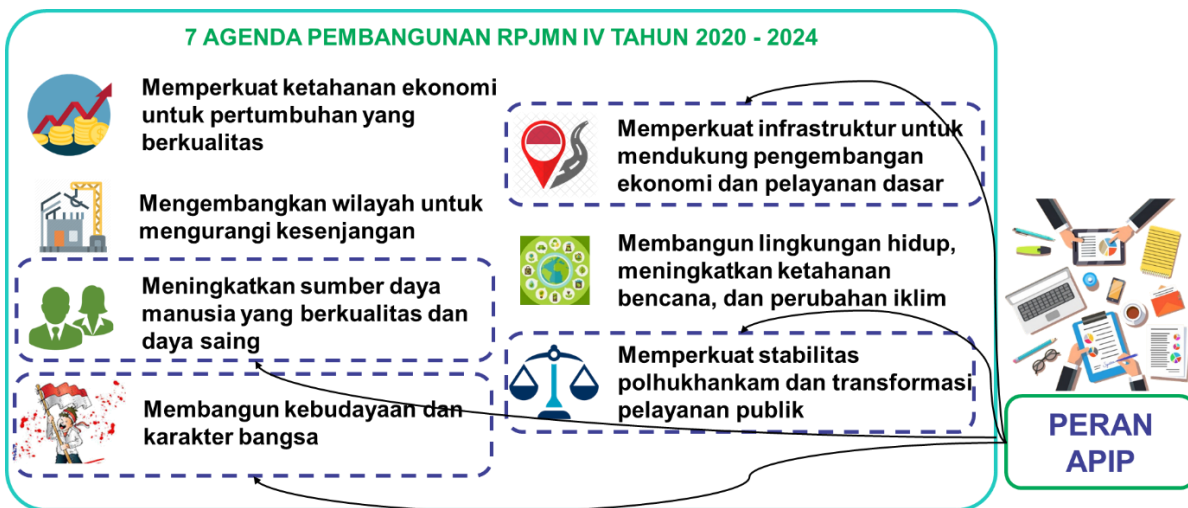 7 AGENDA PEMBANGUNAN RPJMN IV TAHUN 2020 - 2024
Memperkuat ketahanan ekonomi
untuk pertumbuhan yang
berkualitas
Mengembangkan wilayah untuk
mengurangi kesenjangan
Meningkatkan sumber daya
manusia yang berkualitas dan
daya saing
Membangun kebudayaan dan
karakter bangsa
Memperkuat infrastruktur untuk
mendukung pengembangan
ekonomi dan pelayanan dasar
Membangun lingkungan hidup,
meningkatkan ketahanan
bencana, dan perubahan iklim
Memperkuat stabilitas
polhukhankam dan transformasi
pelayanan publik
PERAN
APIP